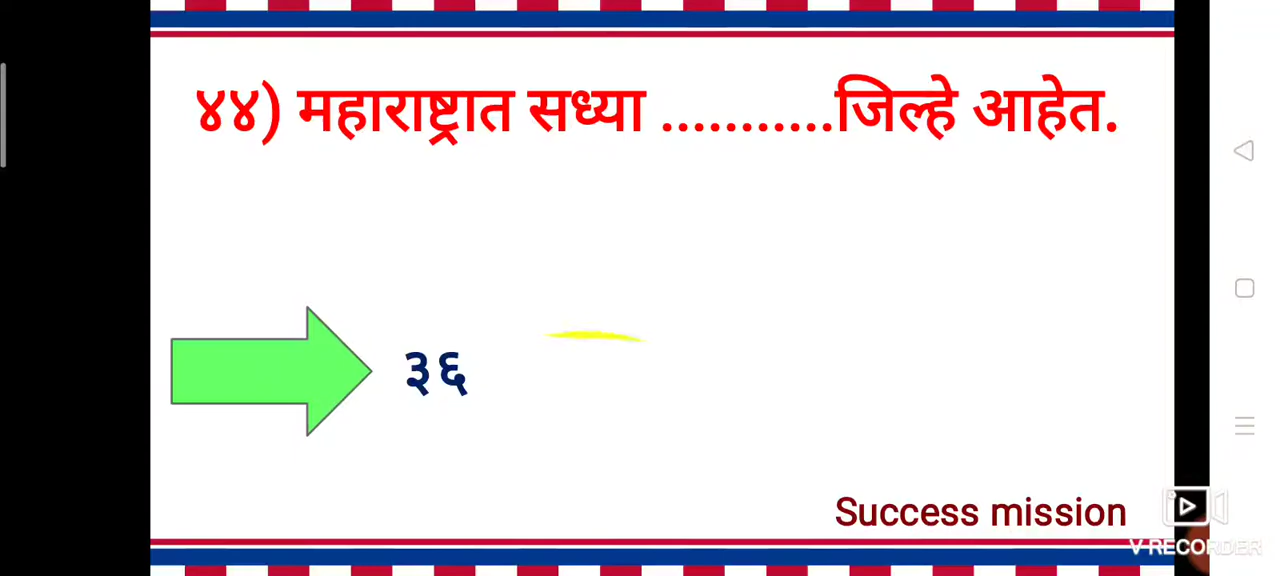 ४४) महाराष्ट्रात सध्या ...........जिल्हे आहेत.
३६
Success mission
V RECORDER